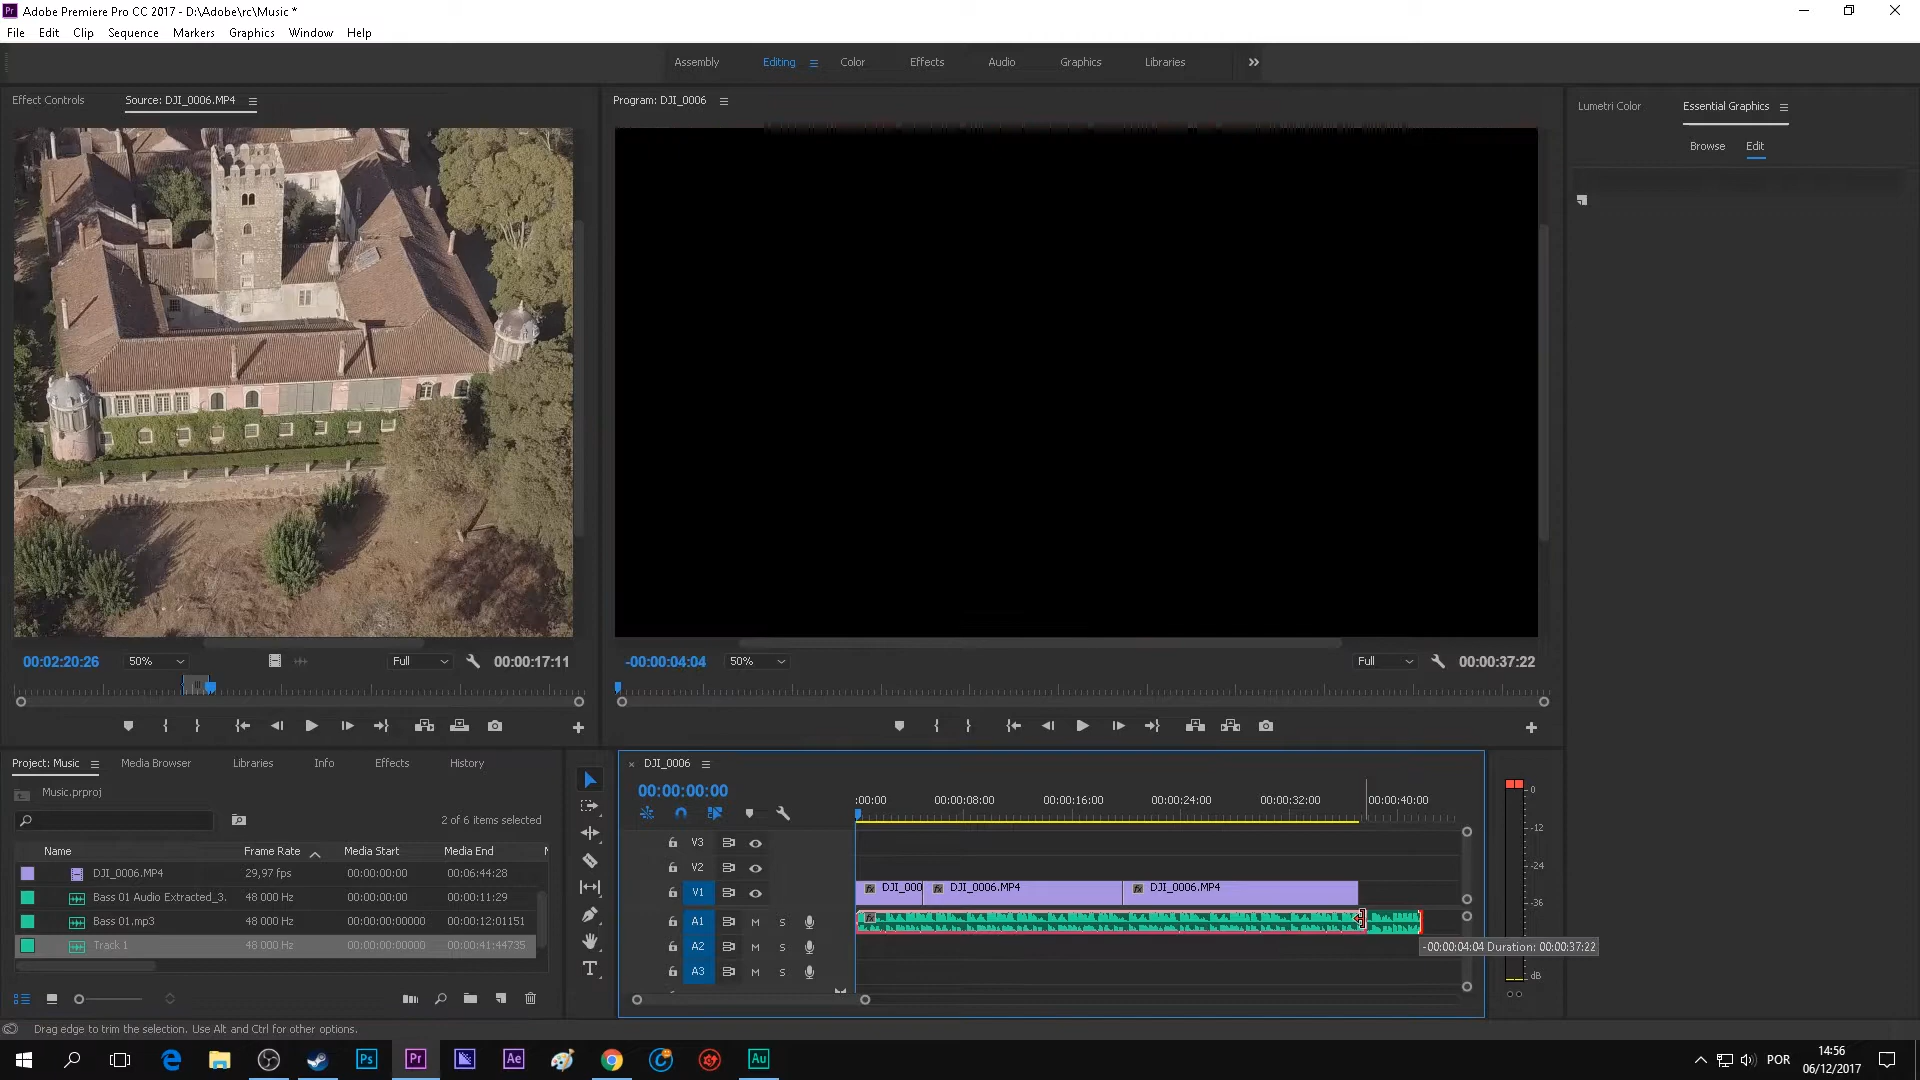 Pr Adobe Premiere Pro CC 2017 - D:\Adobe\rc\Music *
File Edit Clip Sequence Markers Graphics Window Help
Assembly Editing Color Effects Audio Graphics Libraries
Effect Controls Source: DJI_0006.MP4
Program: DJI_0006
Lumetri Color Essential Graphics
Browse Edit
00:02:20:26 50% Full 00:00:17:11
-00:00:04:04 50% Full 00:00:37:22
Project: Music Media Browser Libraries Info Effects History
Music.prproj
2 of 6 items selected
Name Frame Rate Media Start Media End
DJI_0006.MP4 29,97 fps 00:00:00:00 00:06:44:28
Bass 01 Audio Extracted_3. 48 000 Hz 00:00:00:00 00:00:11:29
Bass 01.mp3 48 000 Hz 00:00:00:00000 00:00:12:01151
Track 1 48 000 Hz 00:00:00:00000 00:00:41:44735
DJI_0006
00:00:00:00
:00:00 00:00:08:00 00:00:16:00 00:00:24:00 00:00:32:00 00:00:40:00
V3
V2
V1 DJI_000 DJI_0006.MP4 DJI_0006.MP4
A1 M S
A2 M S
A3 M S
-00:00:04:04 Duration: 00:00:37:22
0
-12
-24
-36
dB
Drag edge to trim the selection. Use Alt and Ctrl for other options.
Ps Pr Ae Au
POR
14:56
06/12/2017